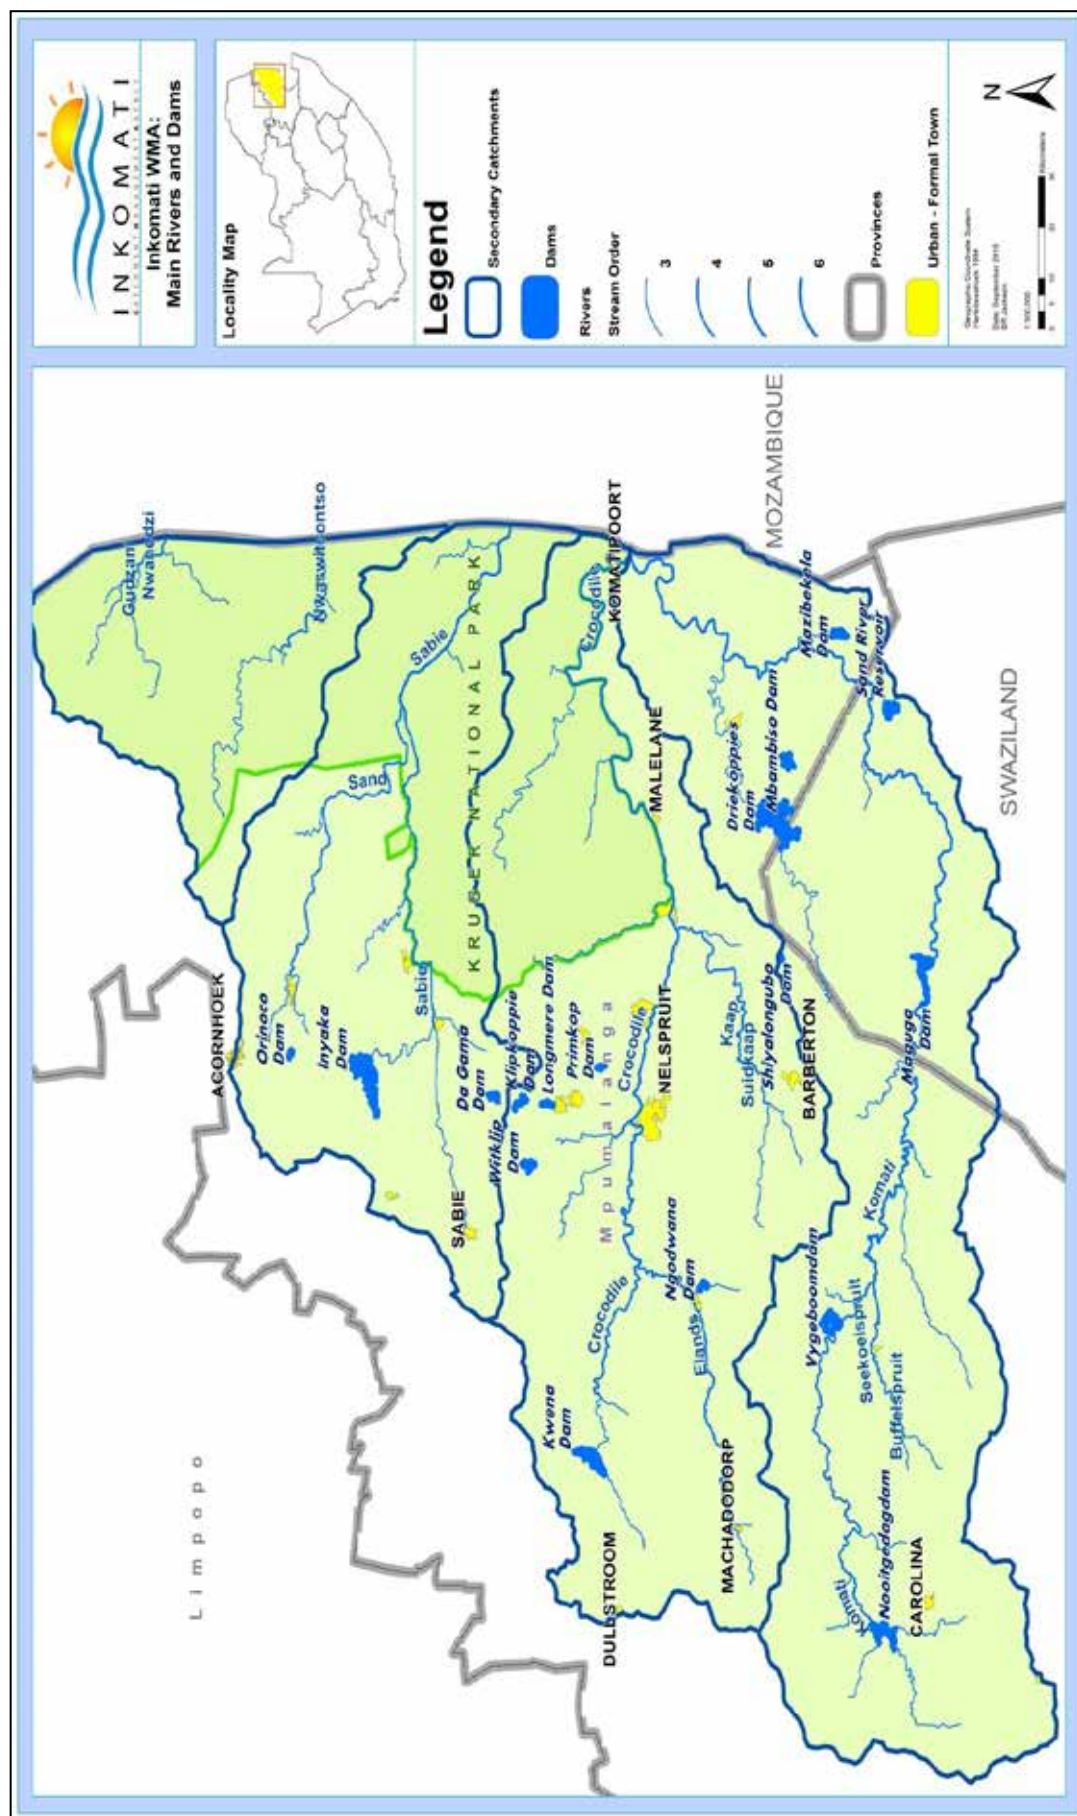 INKOMATI
Inkomati WMA:
Main Rivers and Dams
Locality Map
Legend
Secondary Catchments
Dams
Rivers
Stream Order
3
4
5
6
Provinces
Urban - Formal Town
N
Limpopo
ACORNHOEK
Orinoco
Dam
Inyaka
Dam
Sand
Gudzani
Nwanedzi
Nwaswitsontso
Sabie
Sabie
SABIE
Da Gama
Dam
Witklip
Dam
Klipkoppie
Dam
Longmere Dam
Primkop
Dam
KRUGER NATIONAL PARK
Mpumalanga
Crocodile
Crocodile
Crocodile
KOMATIPOORT
MALELANE
NELSPRUIT
Kwena
Dam
DULLSTROOM
Ngodwana
Dam
Elands
MACHADODORP
Kaap
Suidkaap
Shiyalongubo
Dam
BARBERTON
Driekoppies
Dam
Mbambiso Dam
Mazibekela
Dam
Sand River
Reservoir
MOZAMBIQUE
SWAZILAND
Maguga
Dam
Komati
Vygeboomdam
Seekoeispruit
Buffelspruit
Komati
Nooitgedagdam
CAROLINA